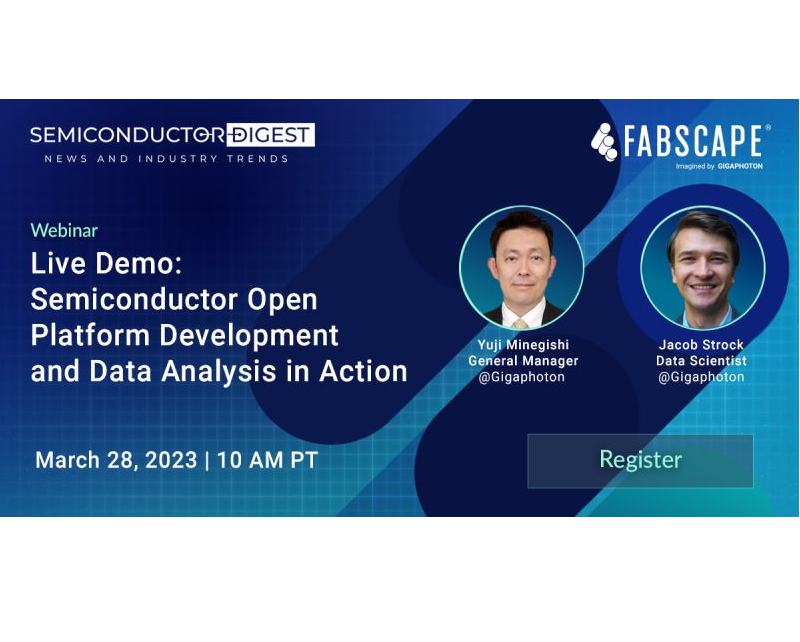 SEMICONDUCTOR DIGEST
NEWS AND INDUSTRY TRENDS
FABSCAPE®
Imagined by GIGAPHOTON
Webinar
Live Demo:
Semiconductor Open
Platform Development
and Data Analysis in Action
Yuji Minegishi
General Manager
@Gigaphoton
Jacob Strock
Data Scientist
@Gigaphoton
March 28, 2023 | 10 AM PT
Register